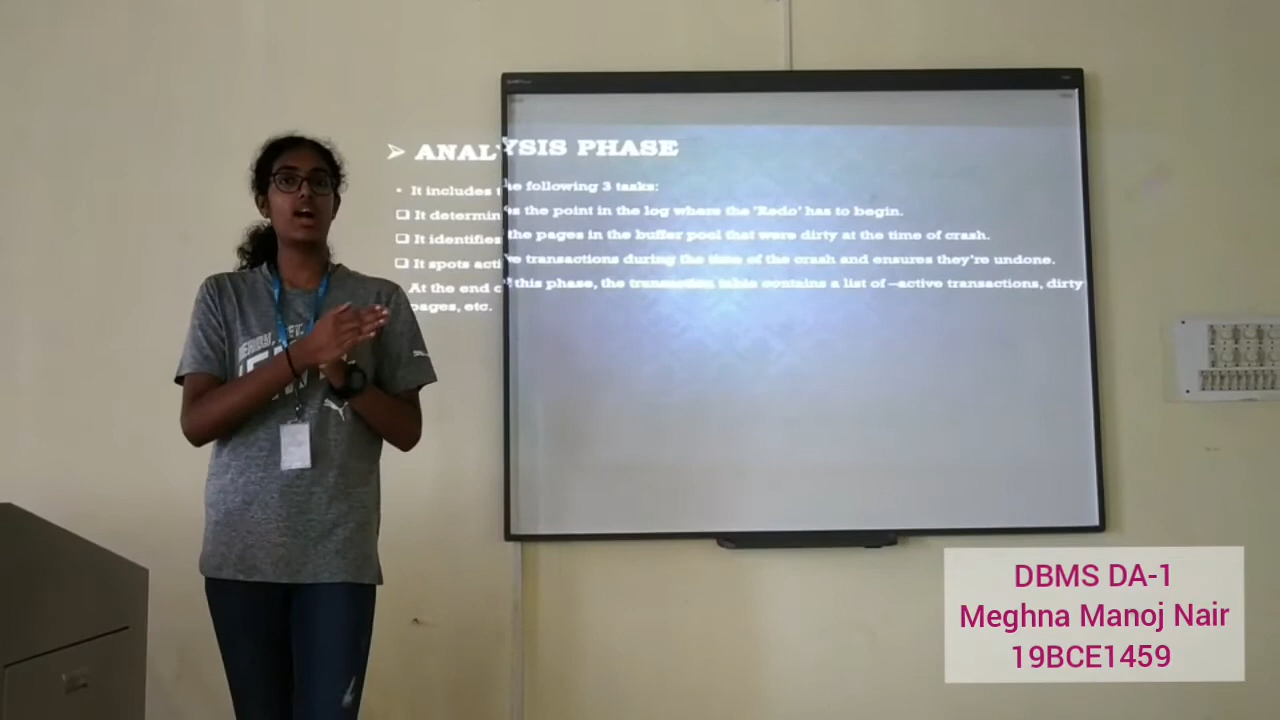 ➤ ANALYSIS PHASE
• It includes the following 3 tasks:
❑ It determines the point in the log where the 'Redo' has to begin.
❑ It identifies the pages in the buffer pool that were dirty at the time of crash.
❑ It spots active transactions during the time of the crash and ensures they're undone.
At the end of this phase, the transaction table contains a list of –active transactions, dirty
pages, etc.
DBMS DA-1
Meghna Manoj Nair
19BCE1459